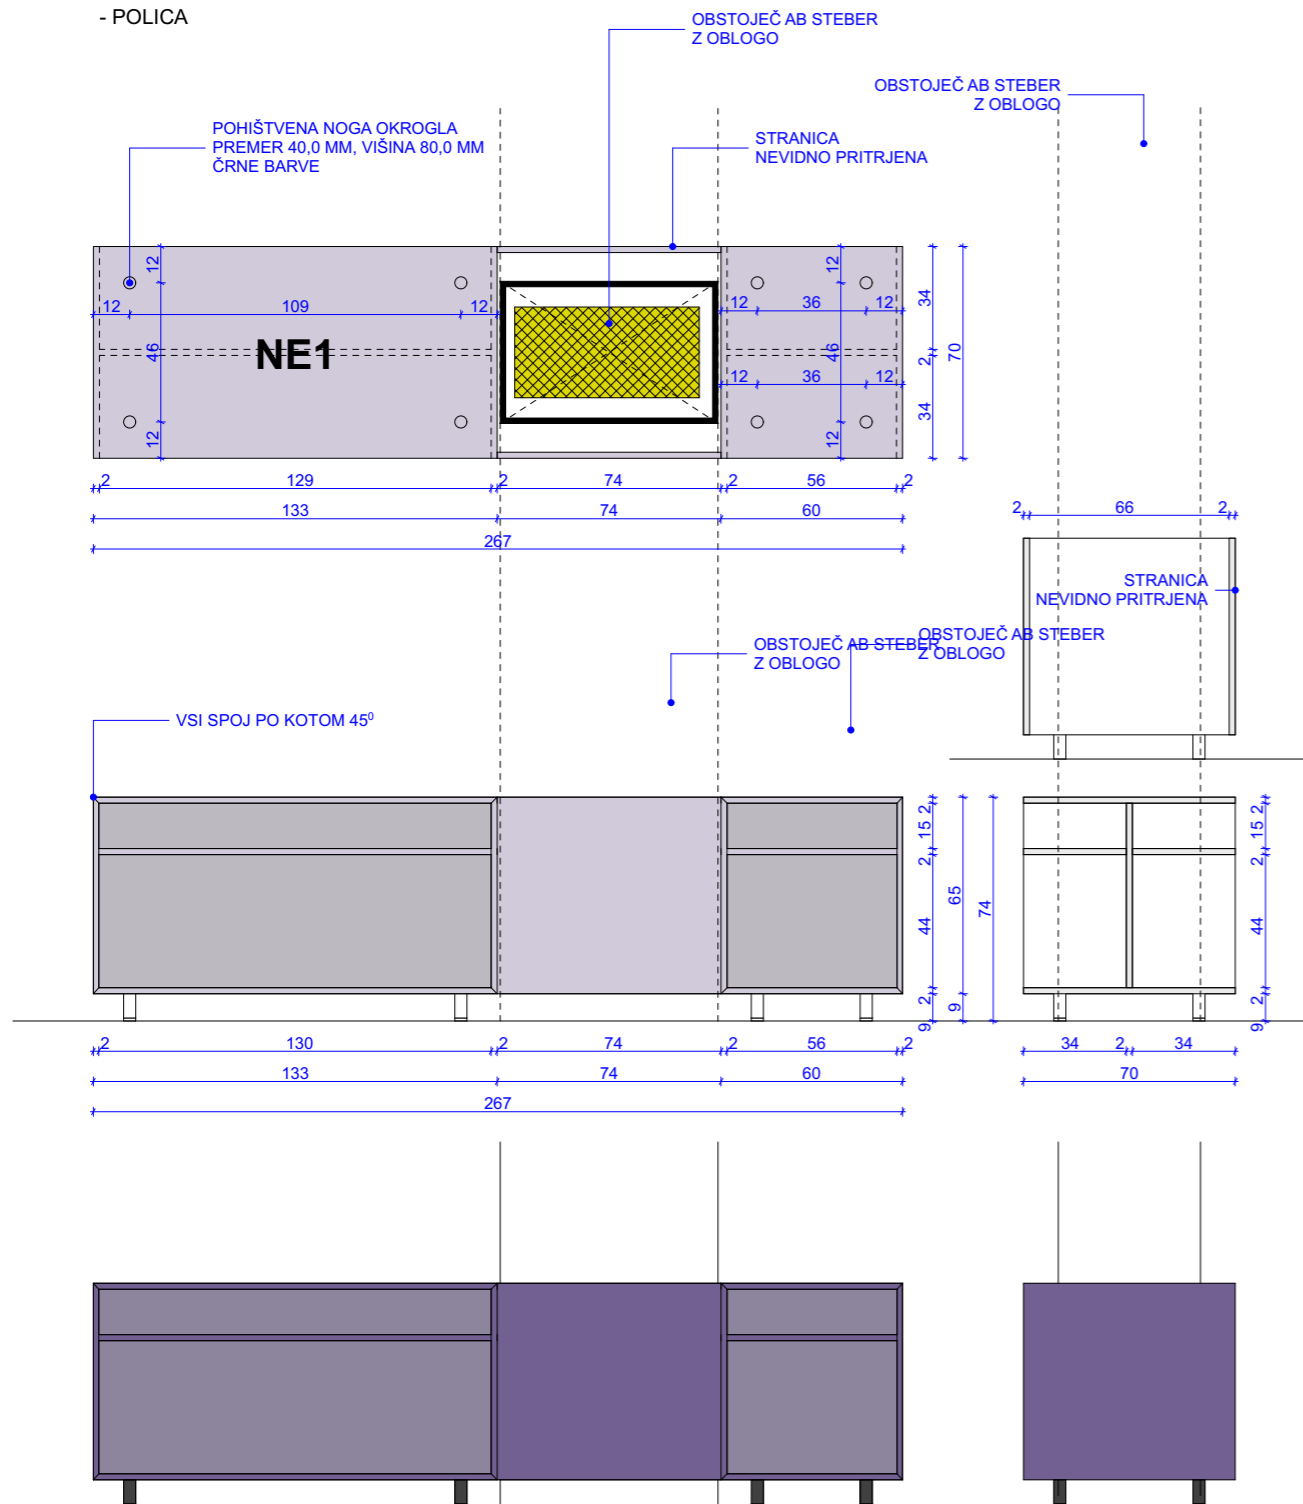 - POLICA
OBSTOJEČ AB STEBER
Z OBLOGO
OBSTOJEČ AB STEBER
Z OBLOGO
POHIŠTVENA NOGA OKROGLA
PREMER 40,0 MM, VIŠINA 80,0 MM
ČRNE BARVE
STRANICA
NEVIDNO PRITRJENA
12 12
12 109 12 12 36 12 34
NE1
46 46 2 70
12 36 12
12 12 34
2 129 2 74 2 56 2
133 74 60
267
2 66 2
STRANICA
NEVIDNO PRITRJENA
OBSTOJEČ AB STEBER
Z OBLOGO
OBSTOJEČ AB STEBER
Z OBLOGO
VSI SPOJ PO KOTOM 45⁰
2 2
15 15
2 65 74 2
44 44
2 2
9 9 9
2 130 2 74 2 56 2
133 74 60
267
34 2 34
70